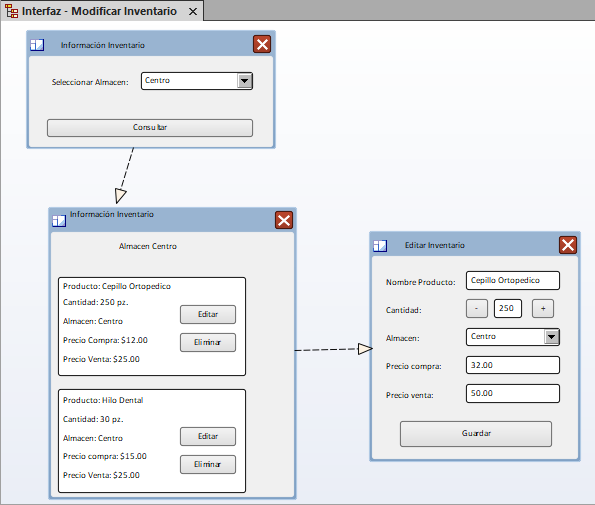 Interfaz - Modificar Inventario
Información Inventario
Seleccionar Almacen: Centro
Consultar
Información Inventario
Almacen Centro
Producto: Cepillo Ortopedico
Cantidad: 250 pz.
Almacen: Centro
Precio Compra: $12.00
Precio Venta: $25.00
Editar
Eliminar
Producto: Hilo Dental
Cantidad: 30 pz.
Almacen: Centro
Precio compra: $15.00
Precio Venta: $25.00
Editar
Eliminar
Editar Inventario
Nombre Producto: Cepillo Ortopedico
Cantidad: - 250 +
Almacen: Centro
Precio compra: 32.00
Precio venta: 50.00
Guardar